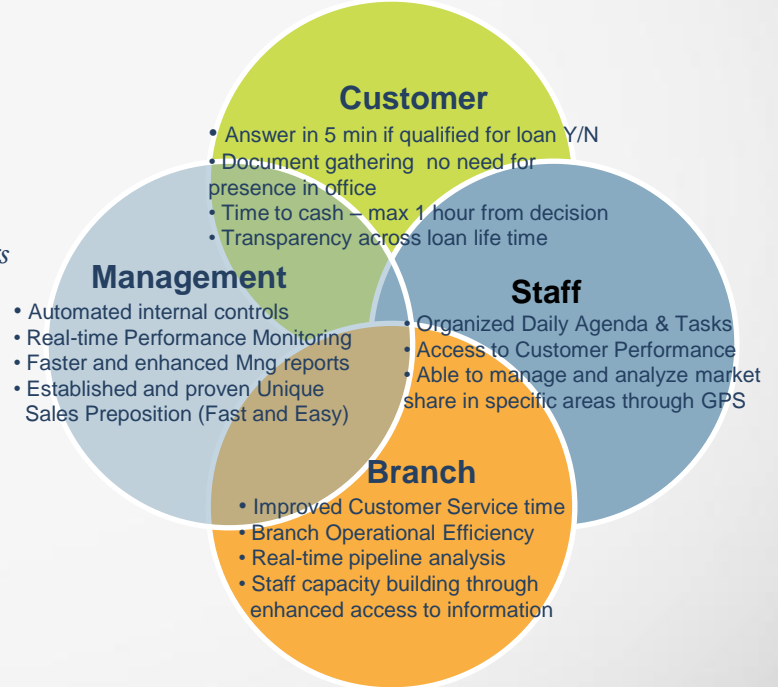 Customer
• Answer in 5 min if qualified for loan Y/N
• Document gathering no need for
presence in office
• Time to cash – max 1 hour from decision
• Transparency across loan life time
Management
• Automated internal controls
• Real-time Performance Monitoring
• Faster and enhanced Mng reports
• Established and proven Unique
Sales Preposition (Fast and Easy)
Staff
• Organized Daily Agenda & Tasks
• Access to Customer Performance
• Able to manage and analyze market
share in specific areas through GPS
Branch
• Improved Customer Service time
• Branch Operational Efficiency
• Real-time pipeline analysis
• Staff capacity building through
enhanced access to information